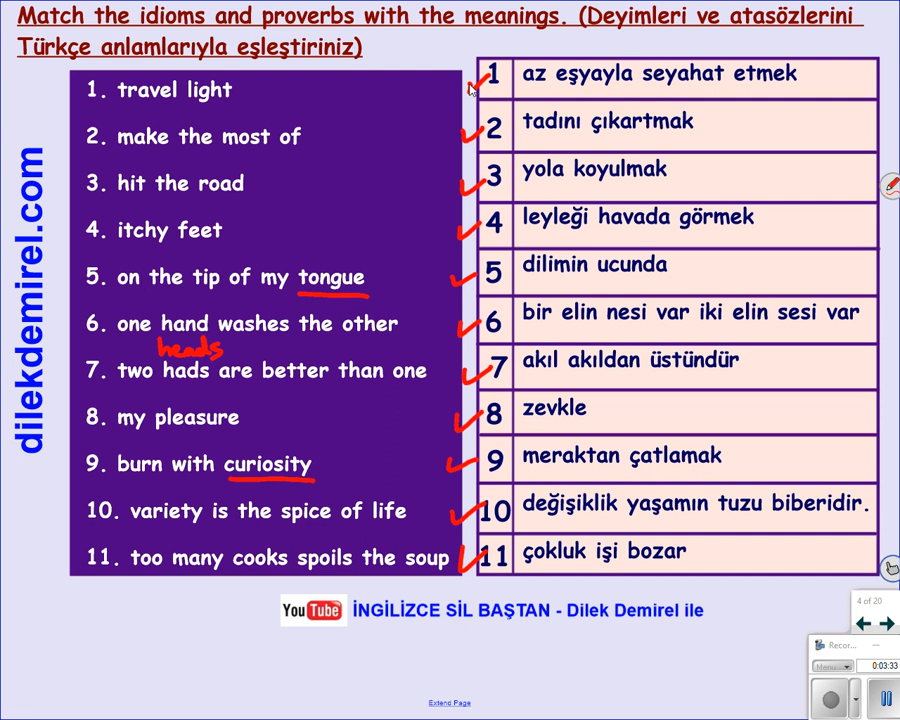 Match the idioms and proverbs with the meanings. (Deyimleri ve atasözlerini
Türkçe anlamlarıyla eşleştiriniz)
dilekdemirel.com
1. travel light
2. make the most of
3. hit the road
4. itchy feet
5. on the tip of my tongue
6. one hand washes the other
heads
7. two hads are better than one
8. my pleasure
9. burn with curiosity
10. variety is the spice of life
11. too many cooks spoils the soup
1 az eşyayla seyahat etmek
2 tadını çıkartmak
3 yola koyulmak
4 leyleği havada görmek
5 dilimin ucunda
6 bir elin nesi var iki elin sesi var
7 akıl akıldan üstündür
8 zevkle
9 meraktan çatlamak
10 değişiklik yaşamın tuzu biberidir.
11 çokluk işi bozar
YouTube İNGİLİZCE SİL BAŞTAN - Dilek Demirel ile
4 of 20
Recor...
Menu...
0:03:33
Extend Page